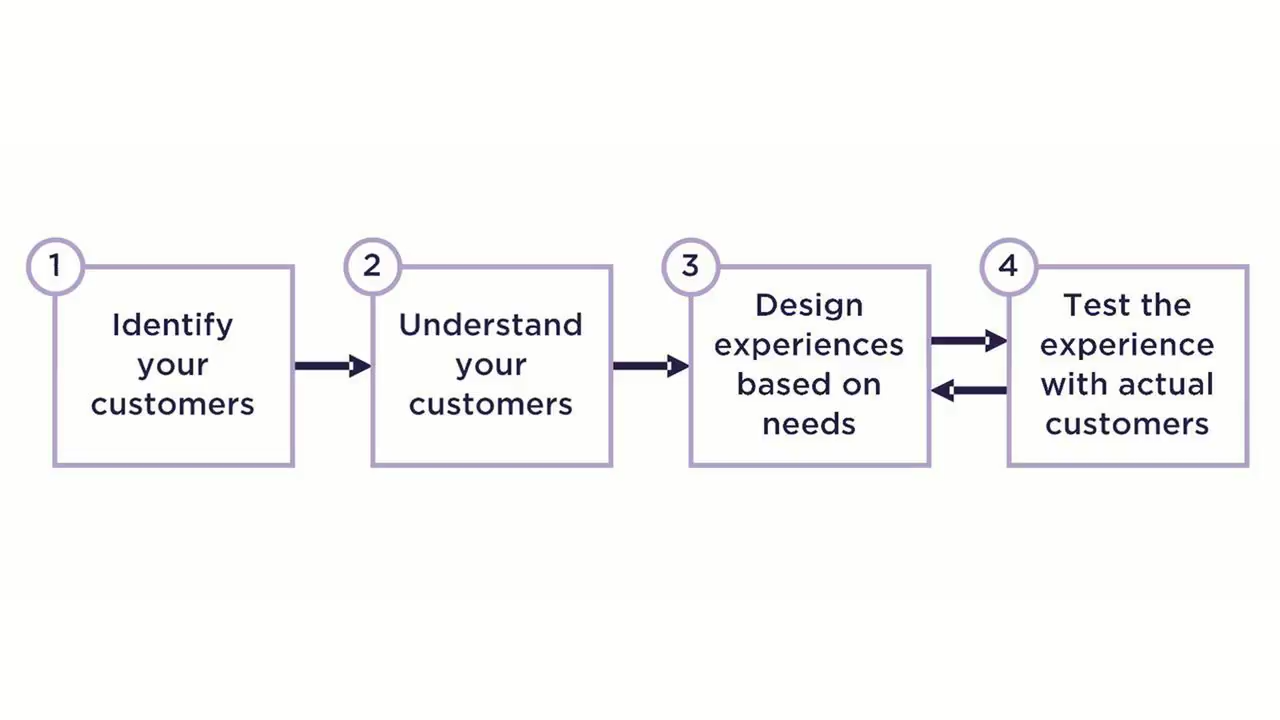 1
Identify
your
customers
2
Understand
your
customers
3
Design
experiences
based on
needs
4
Test the
experience
with actual
customers